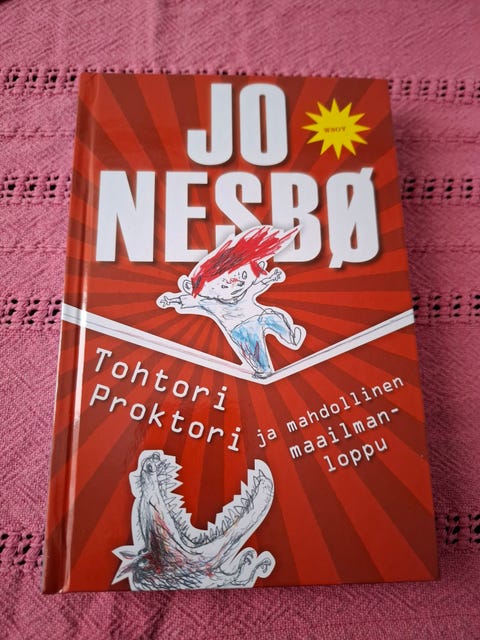 JO
NESBØ
WSOY
Tohtori
Proktori
ja mahdollinen
maailman-
loppu